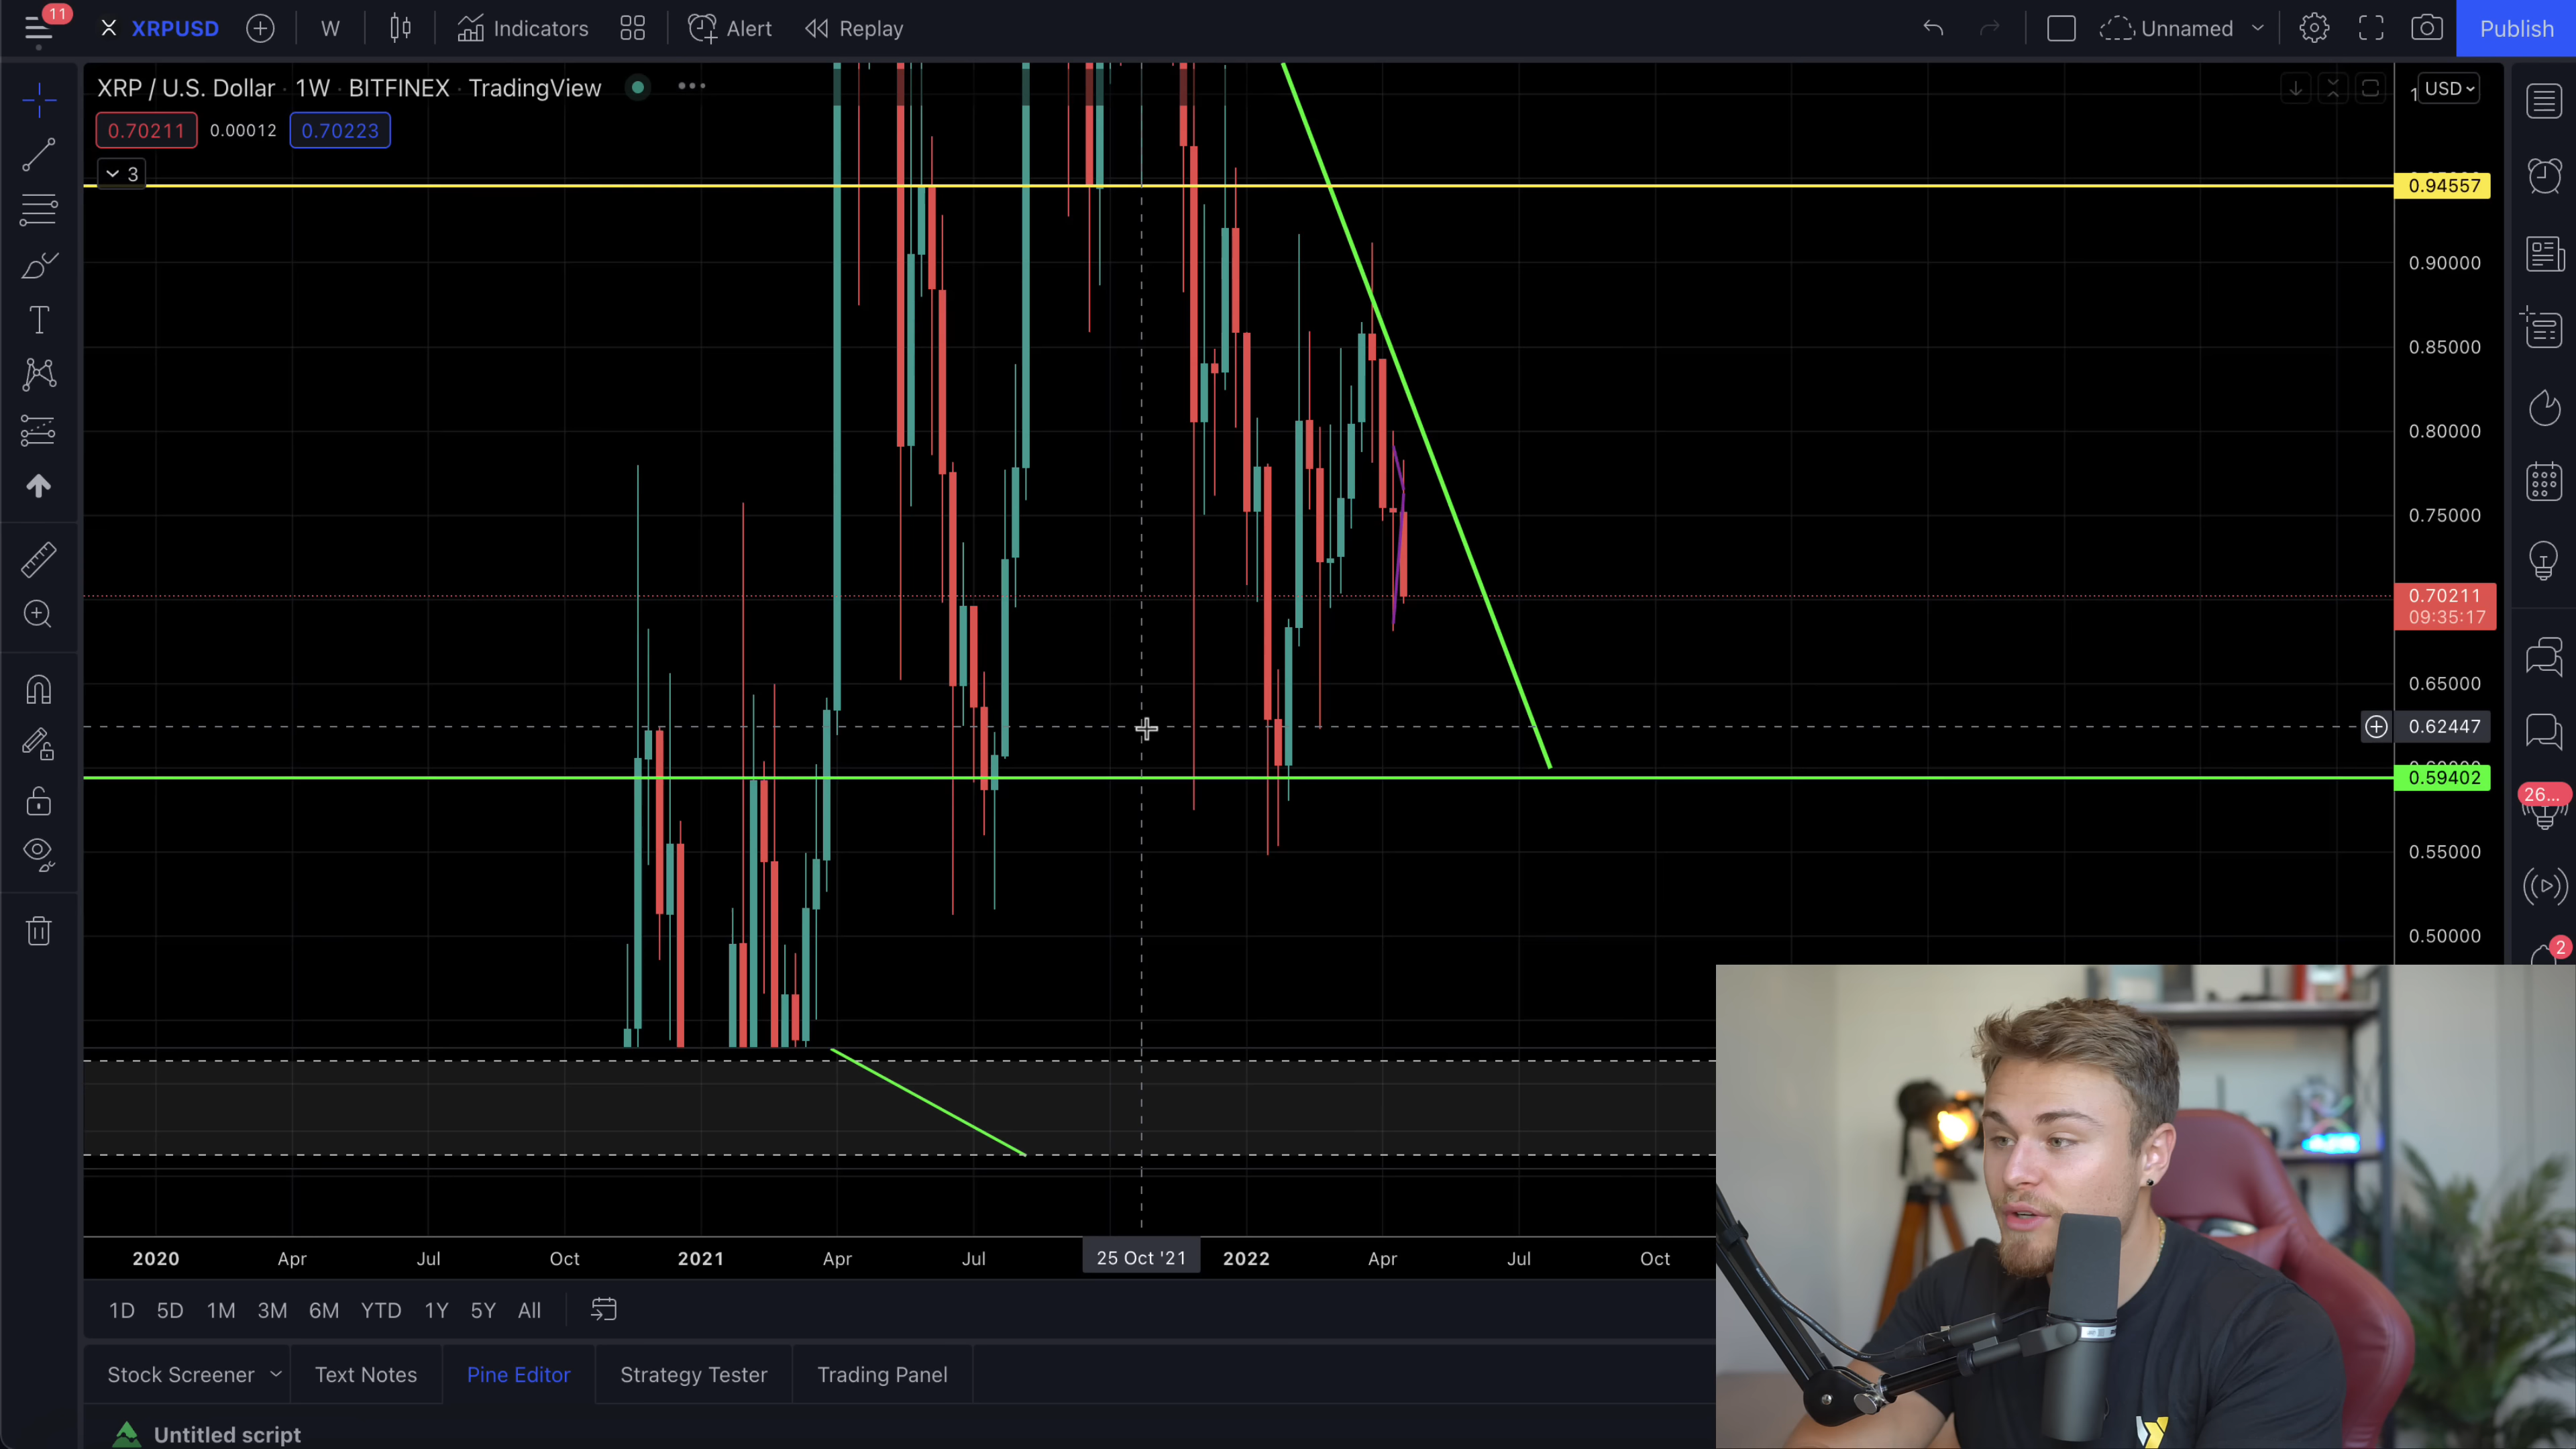 11
XRPUSD
W
Indicators
Alert
Replay
Unnamed
Publish
XRP / U.S. Dollar · 1W · BITFINEX · TradingView
USD
0.70211
0.00012
0.70223
3
0.94557
0.90000
0.85000
0.80000
0.75000
0.70211
09:35:17
0.65000
0.62447
0.59402
0.55000
0.50000
26...
2
2020
Apr
Jul
Oct
2021
Apr
Jul
25 Oct '21
2022
Apr
Jul
Oct
1D
5D
1M
3M
6M
YTD
1Y
5Y
All
Stock Screener
Text Notes
Pine Editor
Strategy Tester
Trading Panel
Untitled script